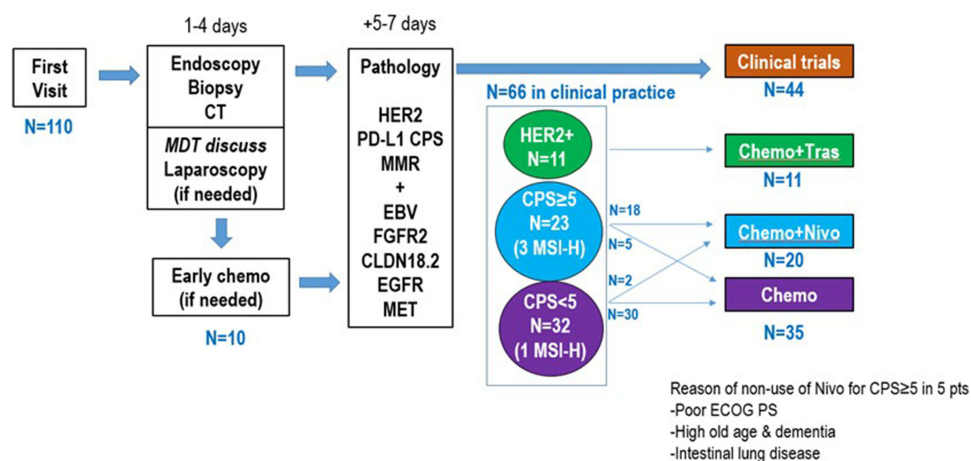 1-4 days
+5-7 days
First
Visit
N=110
Endoscopy
Biopsy
CT
MDT discuss
Laparoscopy
(if needed)
Early chemo
(if needed)
N=10
Pathology
HER2
PD-L1 CPS
MMR
+
EBV
FGFR2
CLDN18.2
EGFR
MET
N=66 in clinical practice
HER2+
N=11
CPS≥5
N=23
(3 MSI-H)
CPS<5
N=32
(1 MSI-H)
N=18
N=5
N=2
N=30
Clinical trials
N=44
Chemo+Tras
N=11
Chemo+Nivo
N=20
Chemo
N=35
Reason of non-use of Nivo for CPS≥5 in 5 pts
-Poor ECOG PS
-High old age & dementia
-Intestinal lung disease